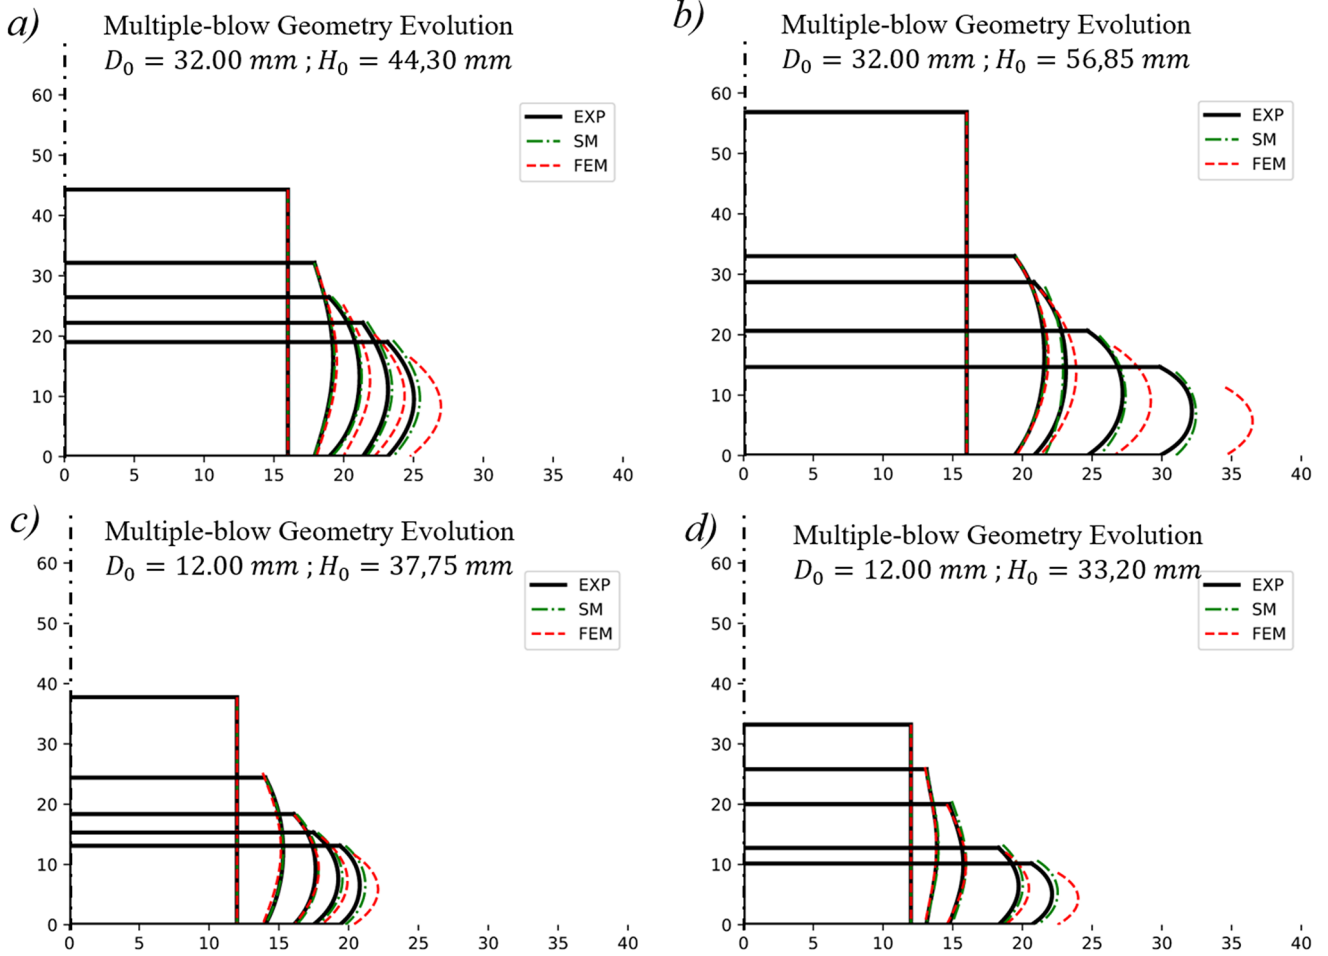 a)
Multiple-blow Geometry Evolution
D₀ = 32.00 mm ; H₀ = 44,30 mm
60
50
40
30
20
10
0
EXP
SM
FEM
0 5 10 15 20 25 30 35 40
b)
Multiple-blow Geometry Evolution
D₀ = 32.00 mm ; H₀ = 56,85 mm
60
50
40
30
20
10
0
EXP
SM
FEM
0 5 10 15 20 25 30 35 40
c)
Multiple-blow Geometry Evolution
D₀ = 12.00 mm ; H₀ = 37,75 mm
60
50
40
30
20
10
0
EXP
SM
FEM
0 5 10 15 20 25 30 35 40
d)
Multiple-blow Geometry Evolution
D₀ = 12.00 mm ; H₀ = 33,20 mm
60
50
40
30
20
10
0
EXP
SM
FEM
0 5 10 15 20 25 30 35 40